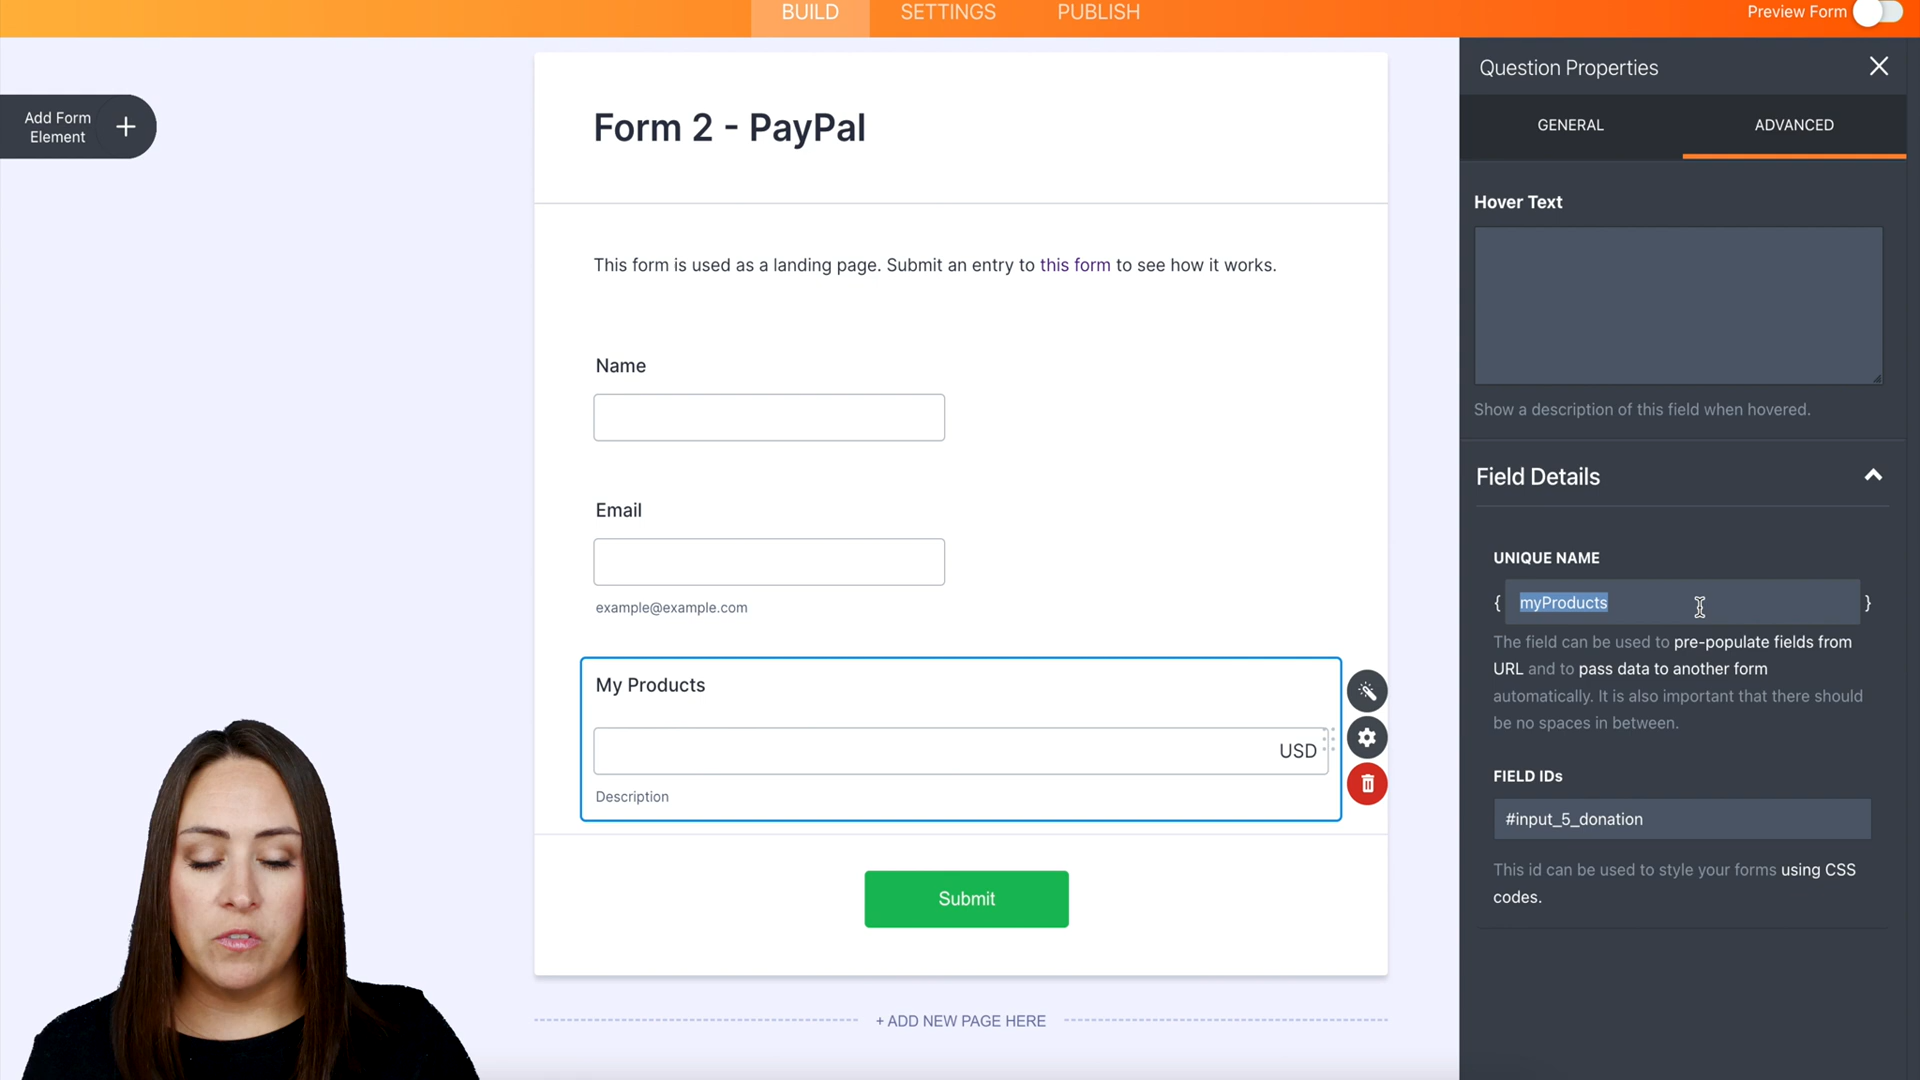 BUILD
SETTINGS
PUBLISH
Preview Form
Add Form
Element
Form 2 - PayPal
This form is used as a landing page. Submit an entry to this form to see how it works.
Name
Email
example@example.com
My Products
USD
Description
Submit
+ ADD NEW PAGE HERE
Question Properties
GENERAL
ADVANCED
Hover Text
Show a description of this field when hovered.
Field Details
UNIQUE NAME
{ myProducts }
The field can be used to pre-populate fields from
URL and to pass data to another form
automatically. It is also important that there should
be no spaces in between.
FIELD IDs
#input_5_donation
This id can be used to style your forms using CSS
codes.